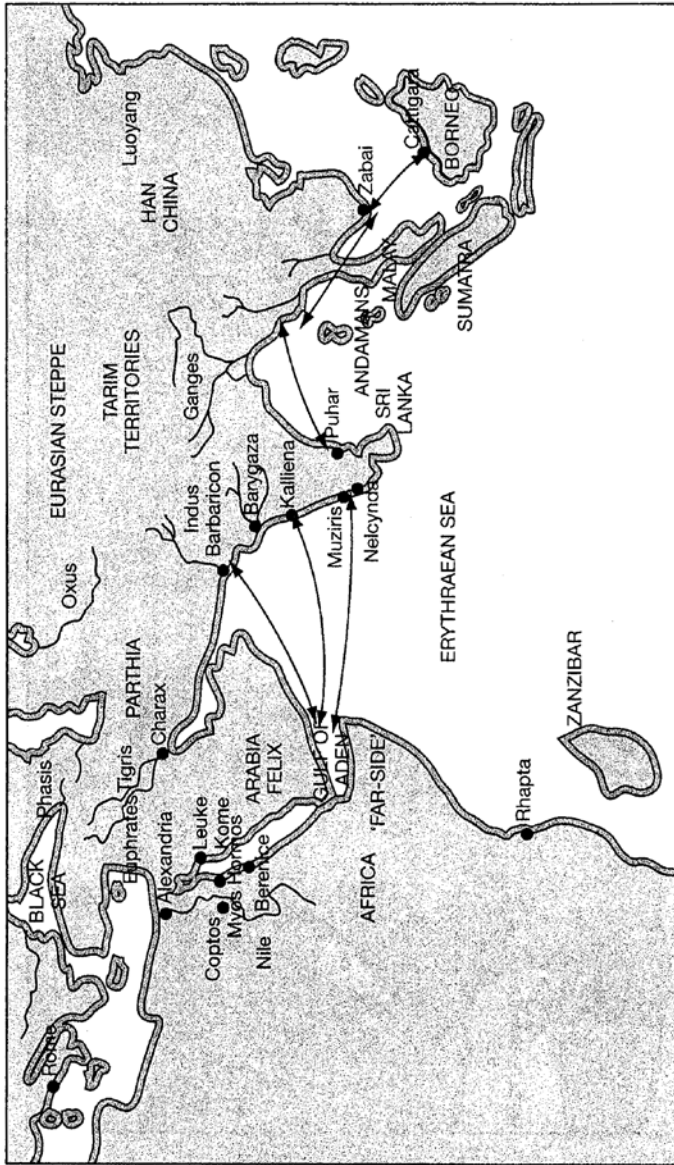 Rome
BLACK
SEA
Phasis
Oxus
EURASIAN STEPPE
TARIM
TERRITORIES
HAN
CHINA
Luoyang
Euphrates
Tigris
PARTHIA
Charax
Alexandria
Leuke
Kome
Coptos
Myos Hormos
Nile
Berenice
ARABIA
FELIX
GULF OF
ADEN
Indus
Barbaricon
Barygaza
Kalliena
Ganges
Muziris
Nelcynda
Puhar
SRI
LANKA
ANDAMANS
MALAY
SUMATRA
Zabai
Cattigara
BORNEO
AFRICA
'FAR-SIDE'
ERYTHRAEAN SEA
Rhapta
ZANZIBAR